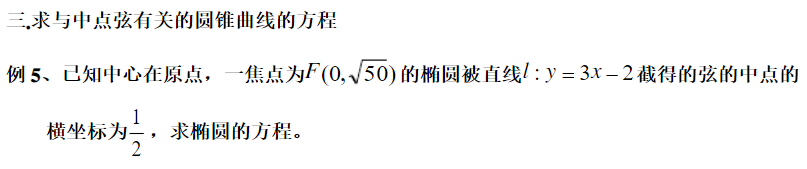 三.求与中点弦有关的圆锥曲线的方程
例 5、已知中心在原点，一焦点为F(0,√50) 的椭圆被直线l : y = 3x − 2 截得的弦的中点的
横坐标为1/2，求椭圆的方程。